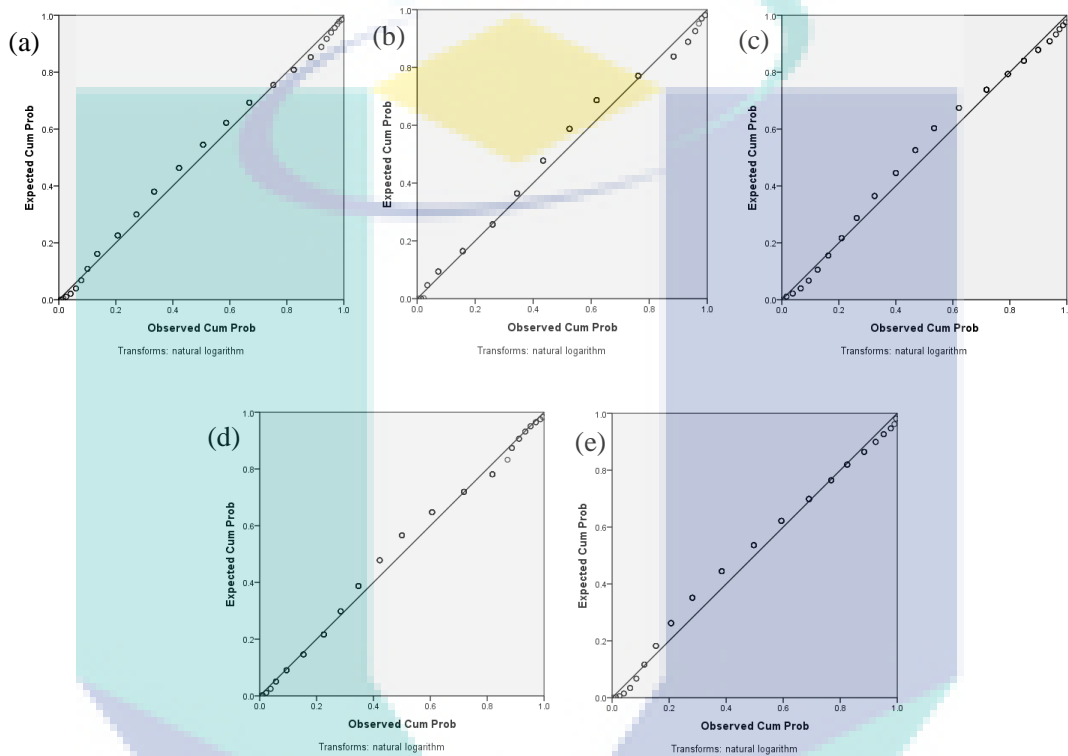 (a)
1.0
0.8
0.6
0.4
0.2
0.0
Expected Cum Prob
0.0 0.2 0.4 0.6 0.8 1.0
Observed Cum Prob
Transforms: natural logarithm
(b)
1.0
0.8
0.6
0.4
0.2
0.0
Expected Cum Prob
0.0 0.2 0.4 0.6 0.8 1.0
Observed Cum Prob
Transforms: natural logarithm
(c)
1.0
0.8
0.6
0.4
0.2
0.0
Expected Cum Prob
0.0 0.2 0.4 0.6 0.8 1.
Observed Cum Prob
Transforms: natural logarithm
(d)
1.0
0.8
0.6
0.4
0.2
0.0
Expected Cum Prob
0.0 0.2 0.4 0.6 0.8 1.0
Observed Cum Prob
Transforms: natural logarithm
(e)
1.0
0.8
0.6
0.4
0.2
0.0
Expected Cum Prob
0.0 0.2 0.4 0.6 0.8 1.0
Observed Cum Prob
Transforms: natural logarithm